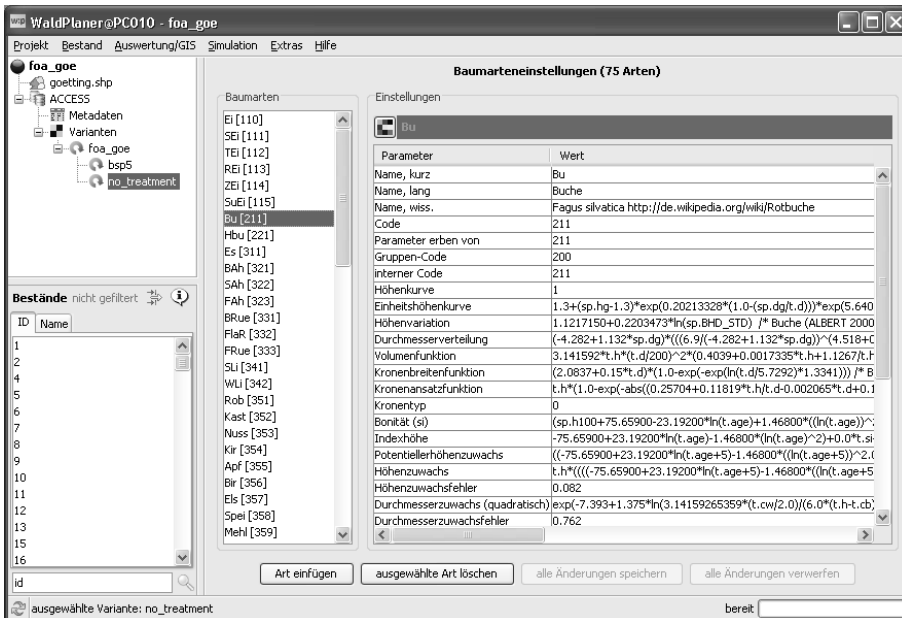 WaldPlaner@PC010 - foa_goe
Projekt Bestand Auswertung/GIS Simulation Extras Hilfe
foa_goe
goetting.shp
ACCESS
Metadaten
Varianten
foa_goe
bsp5
no_treatment
Bestände nicht gefiltert
ID Name
1
2
4
5
6
7
8
9
10
11
12
13
15
16
id
Baumarteneinstellungen (75 Arten)
Baumarten
Ei [110]
SEi [111]
TEi [112]
REi [113]
ZEi [114]
SuEi [115]
Bu [211]
Hbu [221]
Es [311]
BAh [321]
SAh [322]
FAh [323]
BRue [331]
FlaR [332]
FRue [333]
SLi [341]
WLi [342]
Rob [351]
Kast [352]
Nuss [353]
Kir [354]
Apf [355]
Bir [356]
Els [357]
Spei [358]
Mehl [359]
Einstellungen
Bu
Parameter Wert
Name, kurz Bu
Name, lang Buche
Name, wiss. Fagus silvatica http://de.wikipedia.org/wiki/Rotbuche
Code 211
Parameter erben von 211
Gruppen-Code 200
interner Code 211
Höhenkurve 1
Einheitshöhenkurve 1.3+(sp.hg-1.3)*exp(0.20213328*(1.0-(sp.dg/t.d)))*exp(5.640
Höhenvariation 1.1217150+0.2203473*ln(sp.BHD_STD) /* Buche (ALBERT 2000
Durchmesserverteilung (-4.282+1.132*sp.dg)*(((6.9/(-4.282+1.132*sp.dg))^(4.518+0
Volumenfunktion 3.141592*t.h*(t.d/200)^2*(0.4039+0.0017335*t.h+1.1267/t.h
Kronenbreitenfunktion (2.0837+0.15*t.d)*(1.0-exp(-exp(ln(t.d/5.7292)*1.3341))) /* B
Kronenansatzfunktion t.h*(1.0-exp(-abs((0.25704+0.11819*t.h/t.d-0.002065*t.d+0.1
Kronentyp 0
Bonität (si) (sp.h100+75.65900-23.19200*ln(t.age)+1.46800*((ln(t.age))^2
Indexhöhe -75.65900+23.19200*ln(t.age)-1.46800*(ln(t.age)^2)+0.0*t.si
Potentiellerhöhenzuwachs ((-75.65900+23.19200*ln(t.age+5)-1.46800*((ln(t.age+5))^2.0
Höhenzuwachs t.h*((((-75.65900+23.19200*ln(t.age+5)-1.46800*((ln(t.age+5
Höhenzuwachsfehler 0.082
Durchmesserzuwachs (quadratisch) exp(-7.393+1.375*ln(3.14159265359*(t.cw/2.0)/(6.0*(t.h-t.cb)
Durchmesserzuwachsfehler 0.762
Art einfügen ausgewählte Art löschen alle Änderungen speichern alle Änderungen verwerfen
ausgewählte Variante: no_treatment bereit